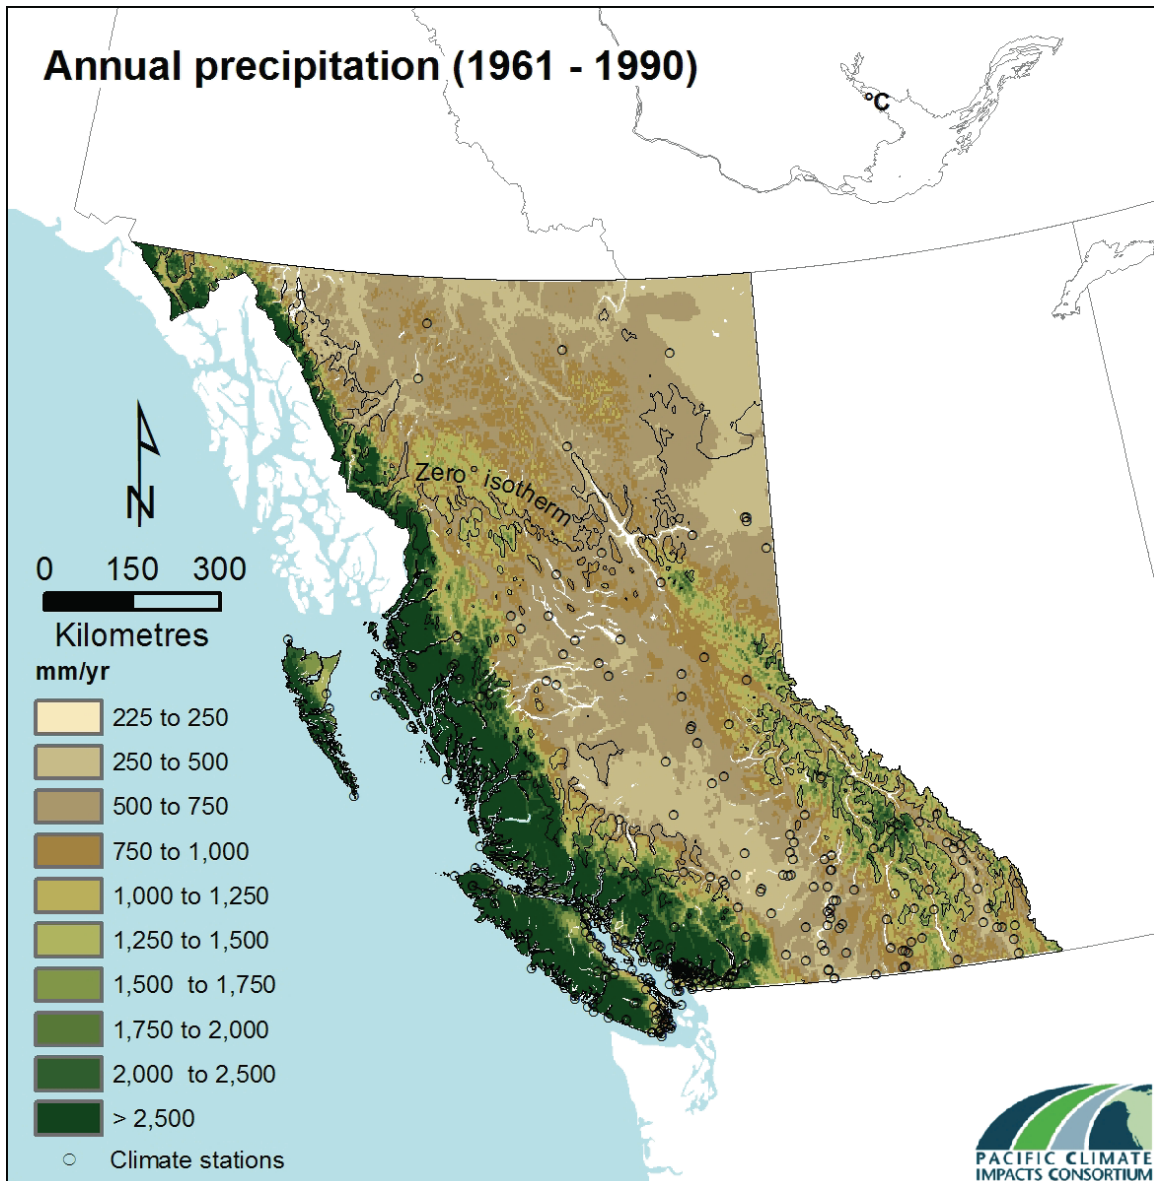 Annual precipitation (1961 - 1990)
°C
Zero° isotherm
N
0 150 300
Kilometres
mm/yr
225 to 250
250 to 500
500 to 750
750 to 1,000
1,000 to 1,250
1,250 to 1,500
1,500 to 1,750
1,750 to 2,000
2,000 to 2,500
> 2,500
Climate stations
PACIFIC CLIMATE
IMPACTS CONSORTIUM